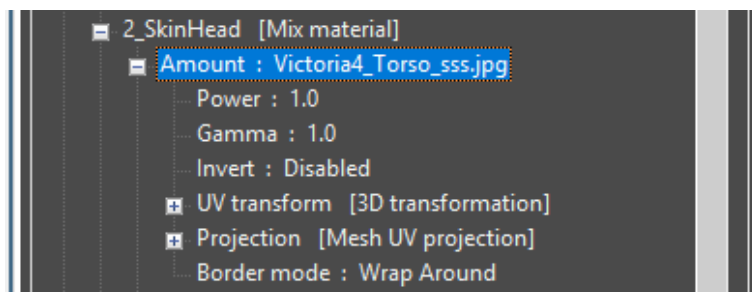 2_SkinHead [Mix material]
Amount : Victoria4_Torso_sss.jpg
Power : 1.0
Gamma : 1.0
Invert : Disabled
UV transform [3D transformation]
Projection [Mesh UV projection]
Border mode : Wrap Around